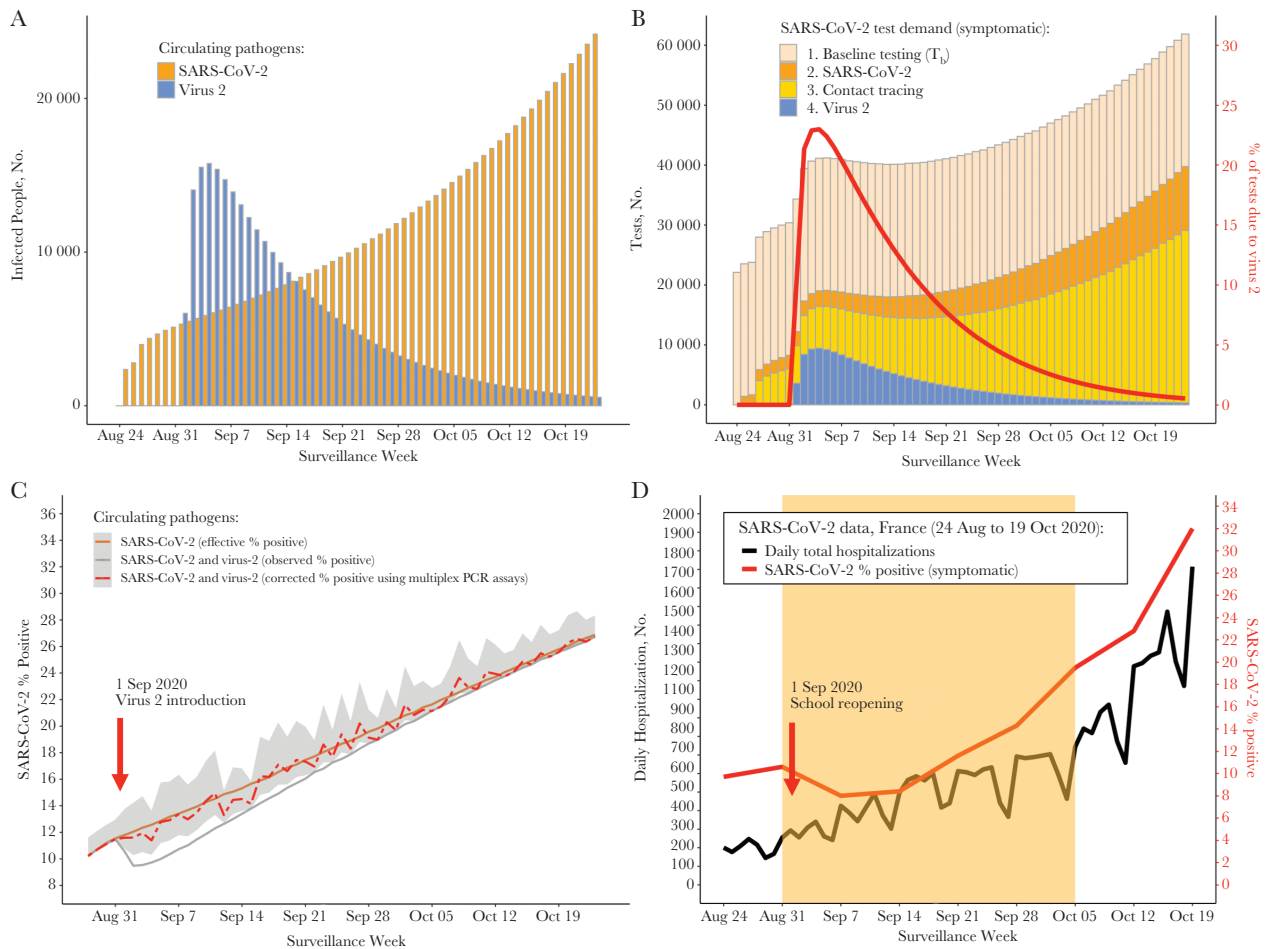 A
Circulating pathogens:
SARS-CoV-2
Virus 2
Infected People, No.
20 000
10 000
0
Aug 24 Aug 31 Sep 7 Sep 14 Sep 21 Sep 28 Oct 05 Oct 12 Oct 19
Surveillance Week
B
SARS-CoV-2 test demand (symptomatic):
1. Baseline testing (Tb)
2. SARS-CoV-2
3. Contact tracing
4. Virus 2
Tests, No.
60 000
50 000
40 000
30 000
20 000
10 000
0
30
25
20
15
10
5
0
% of tests due to virus 2
Aug 24 Aug 31 Sep 7 Sep 14 Sep 21 Sep 28 Oct 05 Oct 12 Oct 19
Surveillance Week
C
Circulating pathogens:
SARS-CoV-2 (effective % positive)
SARS-CoV-2 and virus-2 (observed % positive)
SARS-CoV-2 and virus-2 (corrected % positive using multiplex PCR assays)
SARS-CoV-2 % Positive
36
34
32
30
28
26
24
22
20
18
16
14
12
10
8
1 Sep 2020
Virus 2 introduction
Aug 31 Sep 7 Sep 14 Sep 21 Sep 28 Oct 05 Oct 12 Oct 19
Surveillance Week
D
SARS-CoV-2 data, France (24 Aug to 19 Oct 2020):
Daily total hospitalizations
SARS-CoV-2 % positive (symptomatic)
Daily Hospitalization, No.
2000
1900
1800
1700
1500
1400
1300
1200
1100
900
800
700
600
500
400
300
200
100
0
1 Sep 2020
School reopening
34
32
30
28
26
24
22
20
18
16
14
12
10
8
6
4
2
0
SARS-CoV-2 % positive
Aug 24 Aug 31 Sep 7 Sep 14 Sep 21 Sep 28 Oct 05 Oct 12 Oct 19
Surveillance Week